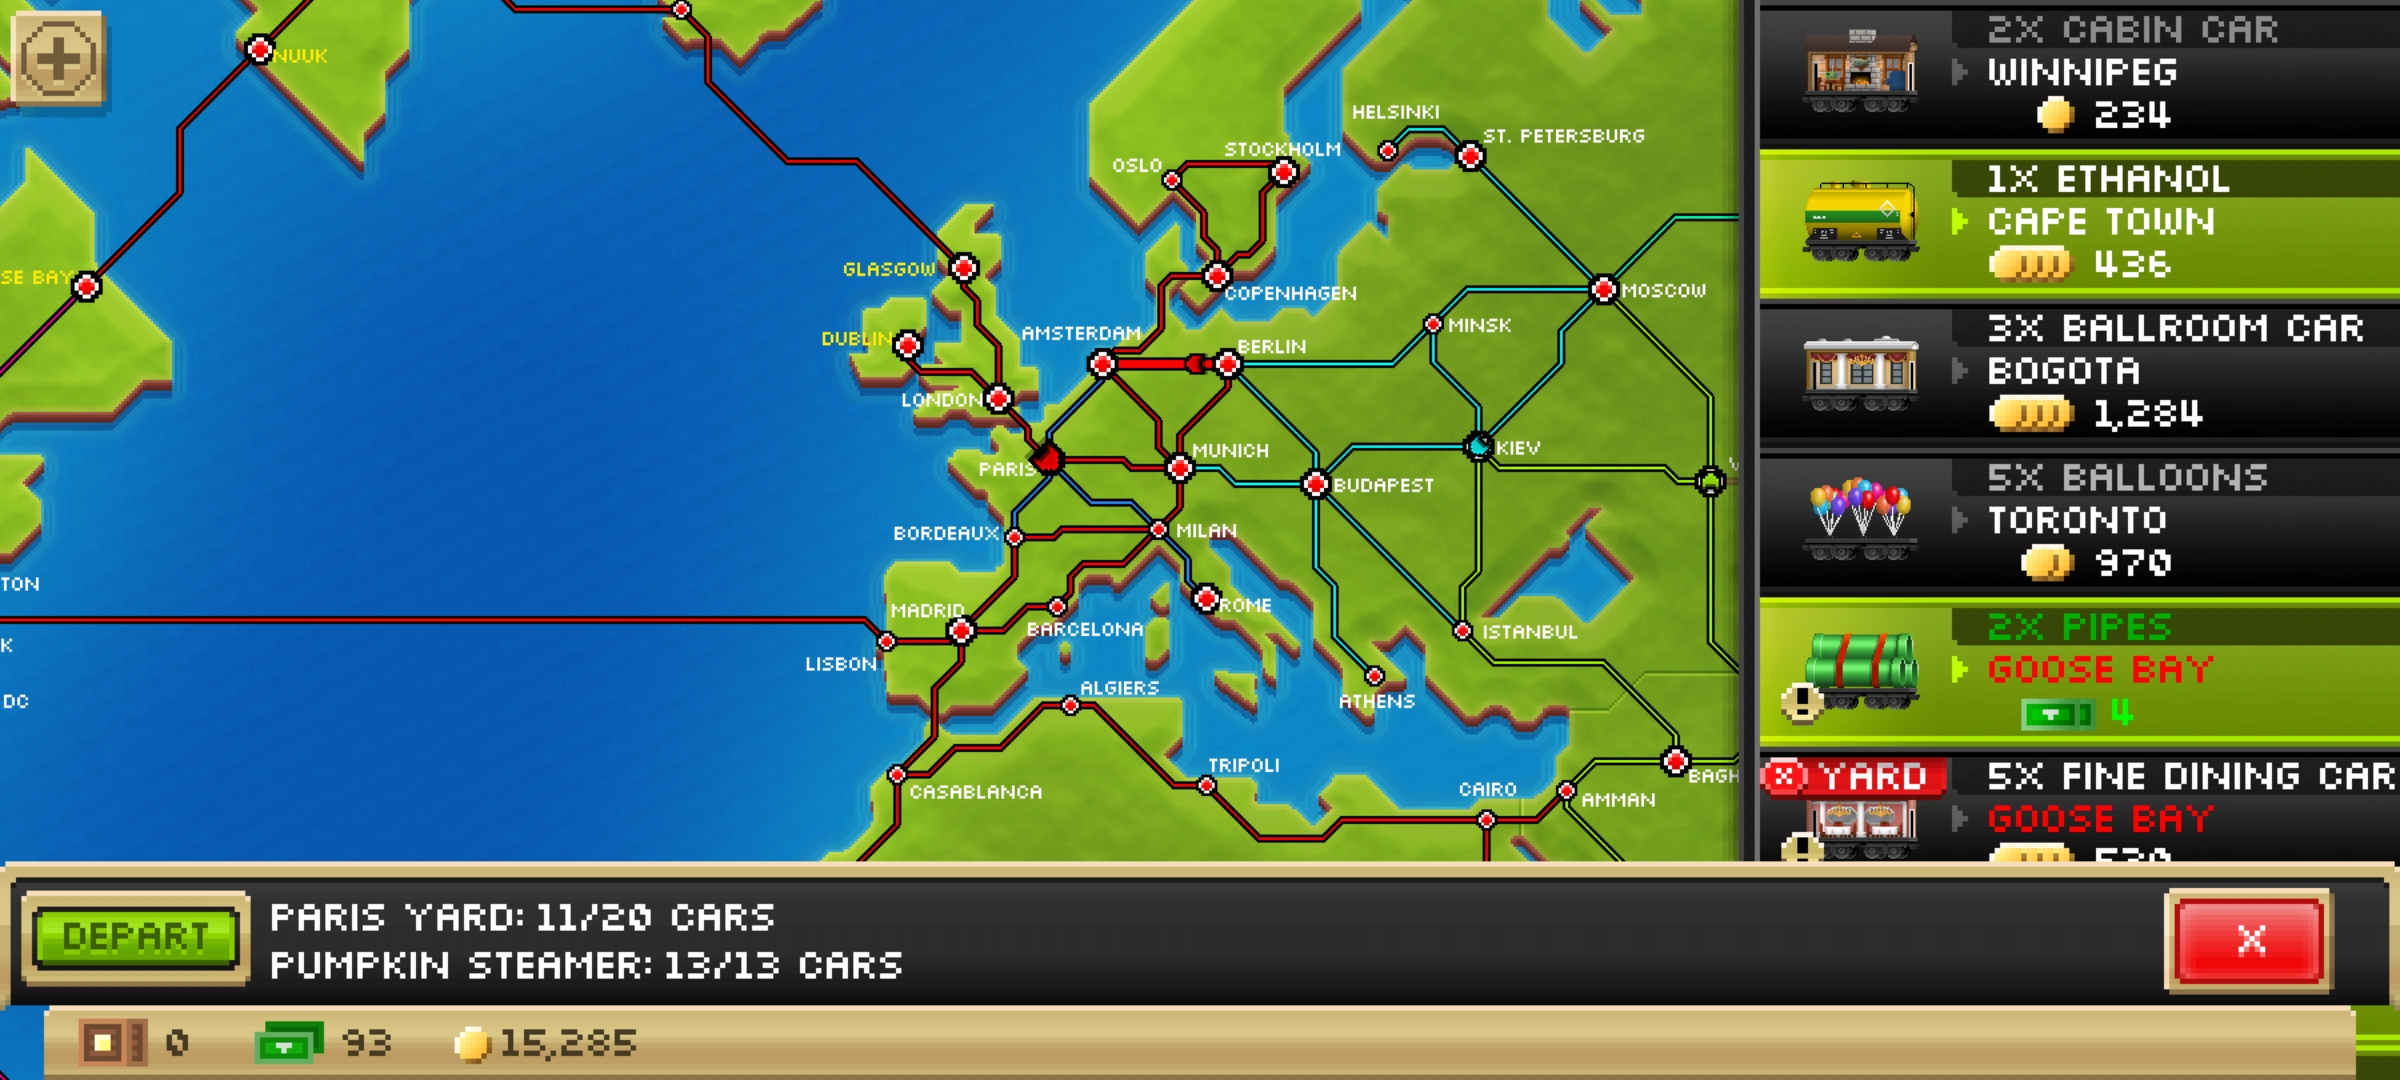 NUUK
SE BAY
GLASGOW
DUBLIN
LONDON
TON
K
DC
HELSINKI
ST. PETERSBURG
STOCKHOLM
OSLO
COPENHAGEN
MOSCOW
MINSK
AMSTERDAM
BERLIN
MUNICH
KIEV
PARIS
BUDAPEST
BORDEAUX
MILAN
MADRID
ROME
BARCELONA
ISTANBUL
LISBON
ALGIERS
ATHENS
TRIPOLI
CASABLANCA
CAIRO
AMMAN
BAGH
2X CABIN CAR
WINNIPEG
234
1X ETHANOL
CAPE TOWN
436
3X BALLROOM CAR
BOGOTA
1,284
5X BALLOONS
TORONTO
970
2X PIPES
GOOSE BAY
4
X YARD
5X FINE DINING CAR
GOOSE BAY
DEPART
PARIS YARD: 11/20 CARS
PUMPKIN STEAMER: 13/13 CARS
X
0
93
15,285